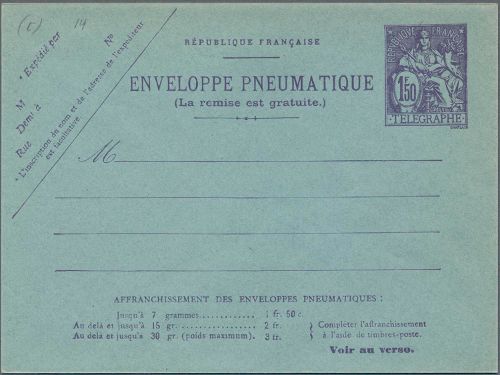 (c) 14
* Expédié par
M
Demt à
Rue
N°
* L'inscription du nom et de l'adresse de l'expéditeur
est facultative.
RÉPUBLIQUE FRANÇAISE
ENVELOPPE PNEUMATIQUE
(La remise est gratuite.)
RÉPUBLIQUE FRANÇAISE
1f50
TÉLÉGRAPHE
CHAPLAIN
M
AFFRANCHISSEMENT DES ENVELOPPES PNEUMATIQUES :
Jusqu'à 7 grammes............. 1 fr. 50 c.
Au delà et jusqu'à 15 gr. ............ 2 fr. } Compléter l'affranchissement
Au delà et jusqu'à 30 gr. (poids maximum). 3 fr. } à l'aide de timbres-poste.
Voir au verso.